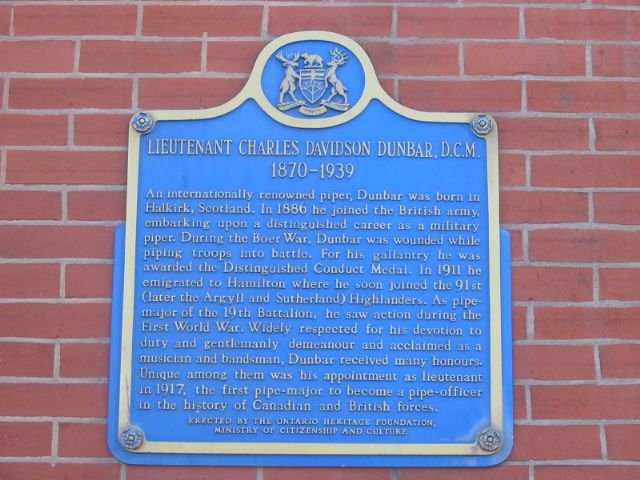 LIEUTENANT CHARLES DAVIDSON DUNBAR, D.C.M.
1870-1939
An internationally renowned piper, Dunbar was born in
Halkirk, Scotland. In 1886 he joined the British army,
embarking upon a distinguished career as a military
piper. During the Boer War, Dunbar was wounded while
piping troops into battle. For his gallantry he was
awarded the Distinguished Conduct Medal. In 1911 he
emigrated to Hamilton where he soon joined the 91st
(later the Argyll and Sutherland) Highlanders. As pipe-
major of the 19th Battalion, he saw action during the
First World War. Widely respected for his devotion to
duty and gentlemanly demeanour and acclaimed as a
musician and bandsman, Dunbar received many honours.
Unique among them was his appointment as lieutenant
in 1917, the first pipe-major to become a pipe-officer
in the history of Canadian and British forces.
ERECTED BY THE ONTARIO HERITAGE FOUNDATION,
MINISTRY OF CITIZENSHIP AND CULTURE